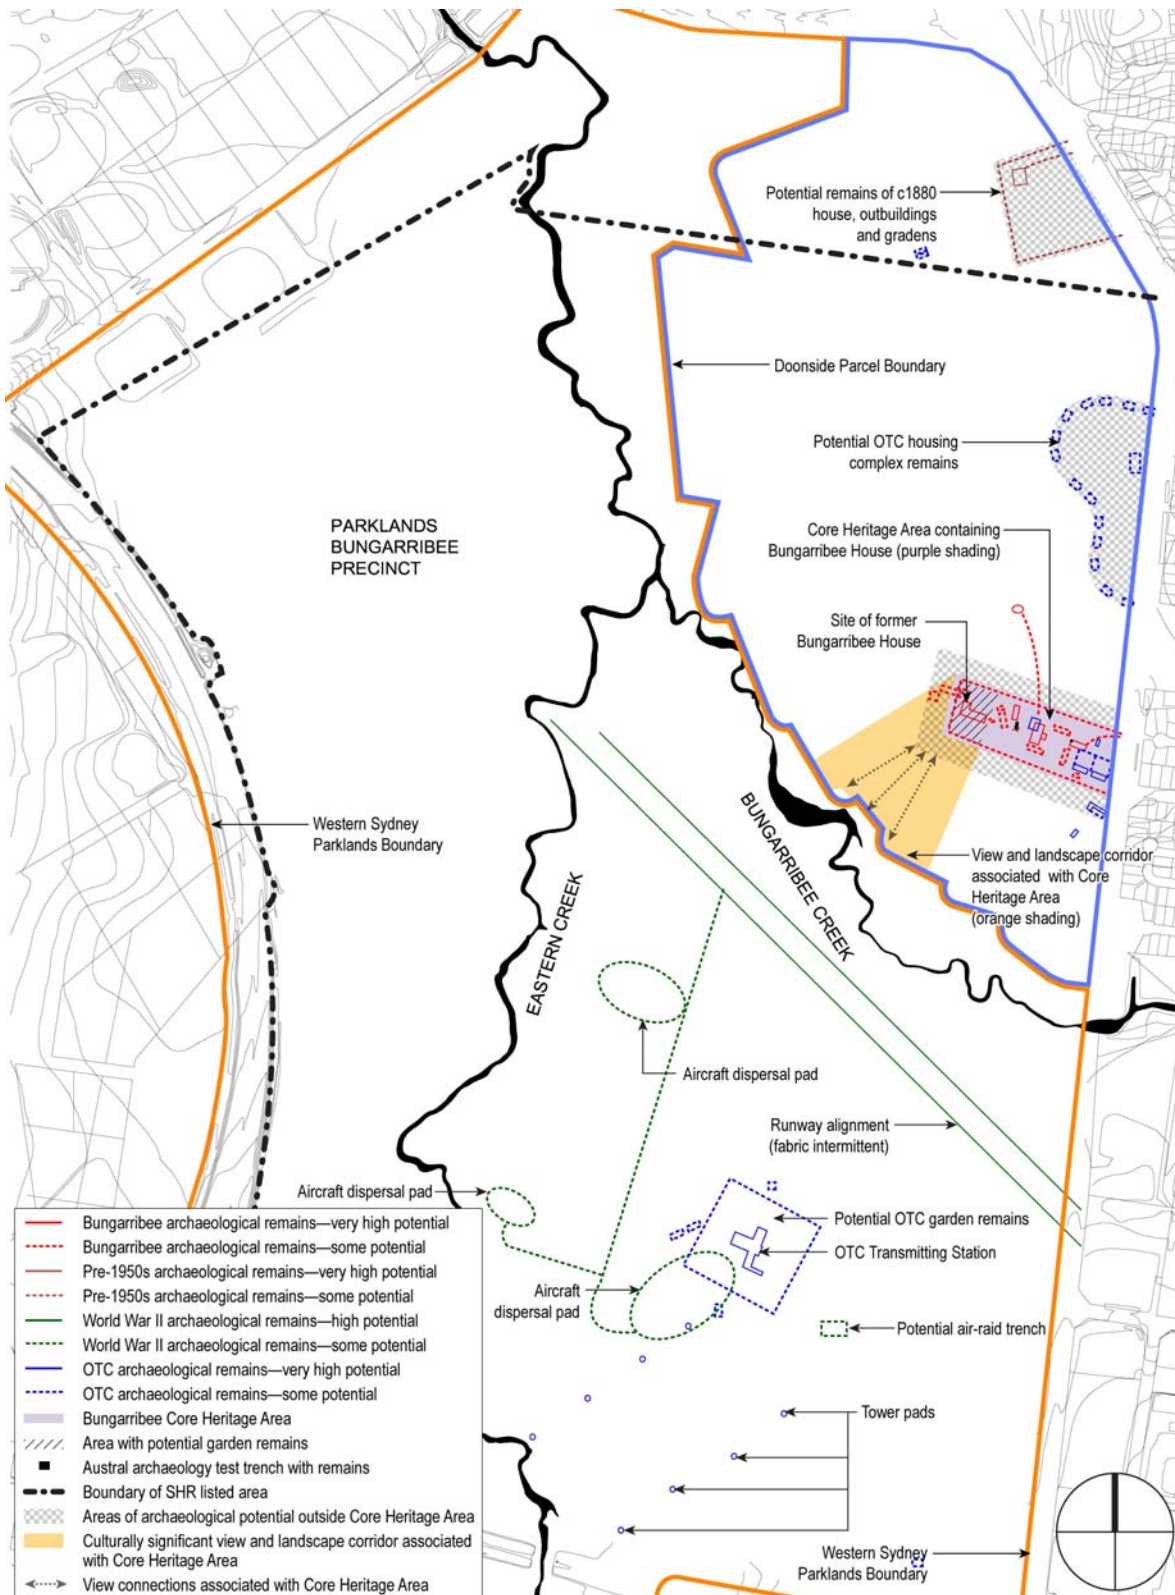 Potential remains of c1880
house, outbuildings
and gradens
Doonside Parcel Boundary
Potential OTC housing
complex remains
PARKLANDS
BUNGARRIBEE
PRECINCT
Core Heritage Area containing
Bungarribee House (purple shading)
Site of former
Bungarribee House
Western Sydney
Parklands Boundary
BUNGARRIBEE CREEK
View and landscape corridor
associated with Core
Heritage Area
(orange shading)
EASTERN CREEK
Aircraft dispersal pad
Runway alignment
(fabric intermittent)
Aircraft dispersal pad
Potential OTC garden remains
OTC Transmitting Station
Aircraft
dispersal pad
Potential air-raid trench
Tower pads
Western Sydney
Parklands Boundary
Bungarribee archaeological remains—very high potential
Bungarribee archaeological remains—some potential
Pre-1950s archaeological remains—very high potential
Pre-1950s archaeological remains—some potential
World War II archaeological remains—high potential
World War II archaeological remains—some potential
OTC archaeological remains—very high potential
OTC archaeological remains—some potential
Bungarribee Core Heritage Area
Area with potential garden remains
Austral archaeology test trench with remains
Boundary of SHR listed area
Areas of archaeological potential outside Core Heritage Area
Culturally significant view and landscape corridor associated
with Core Heritage Area
View connections associated with Core Heritage Area